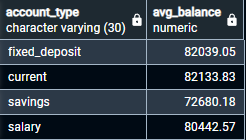 account_type avg_balance
character varying (30) numeric
fixed_deposit 82039.05
current 82133.83
savings 72680.18
salary 80442.57